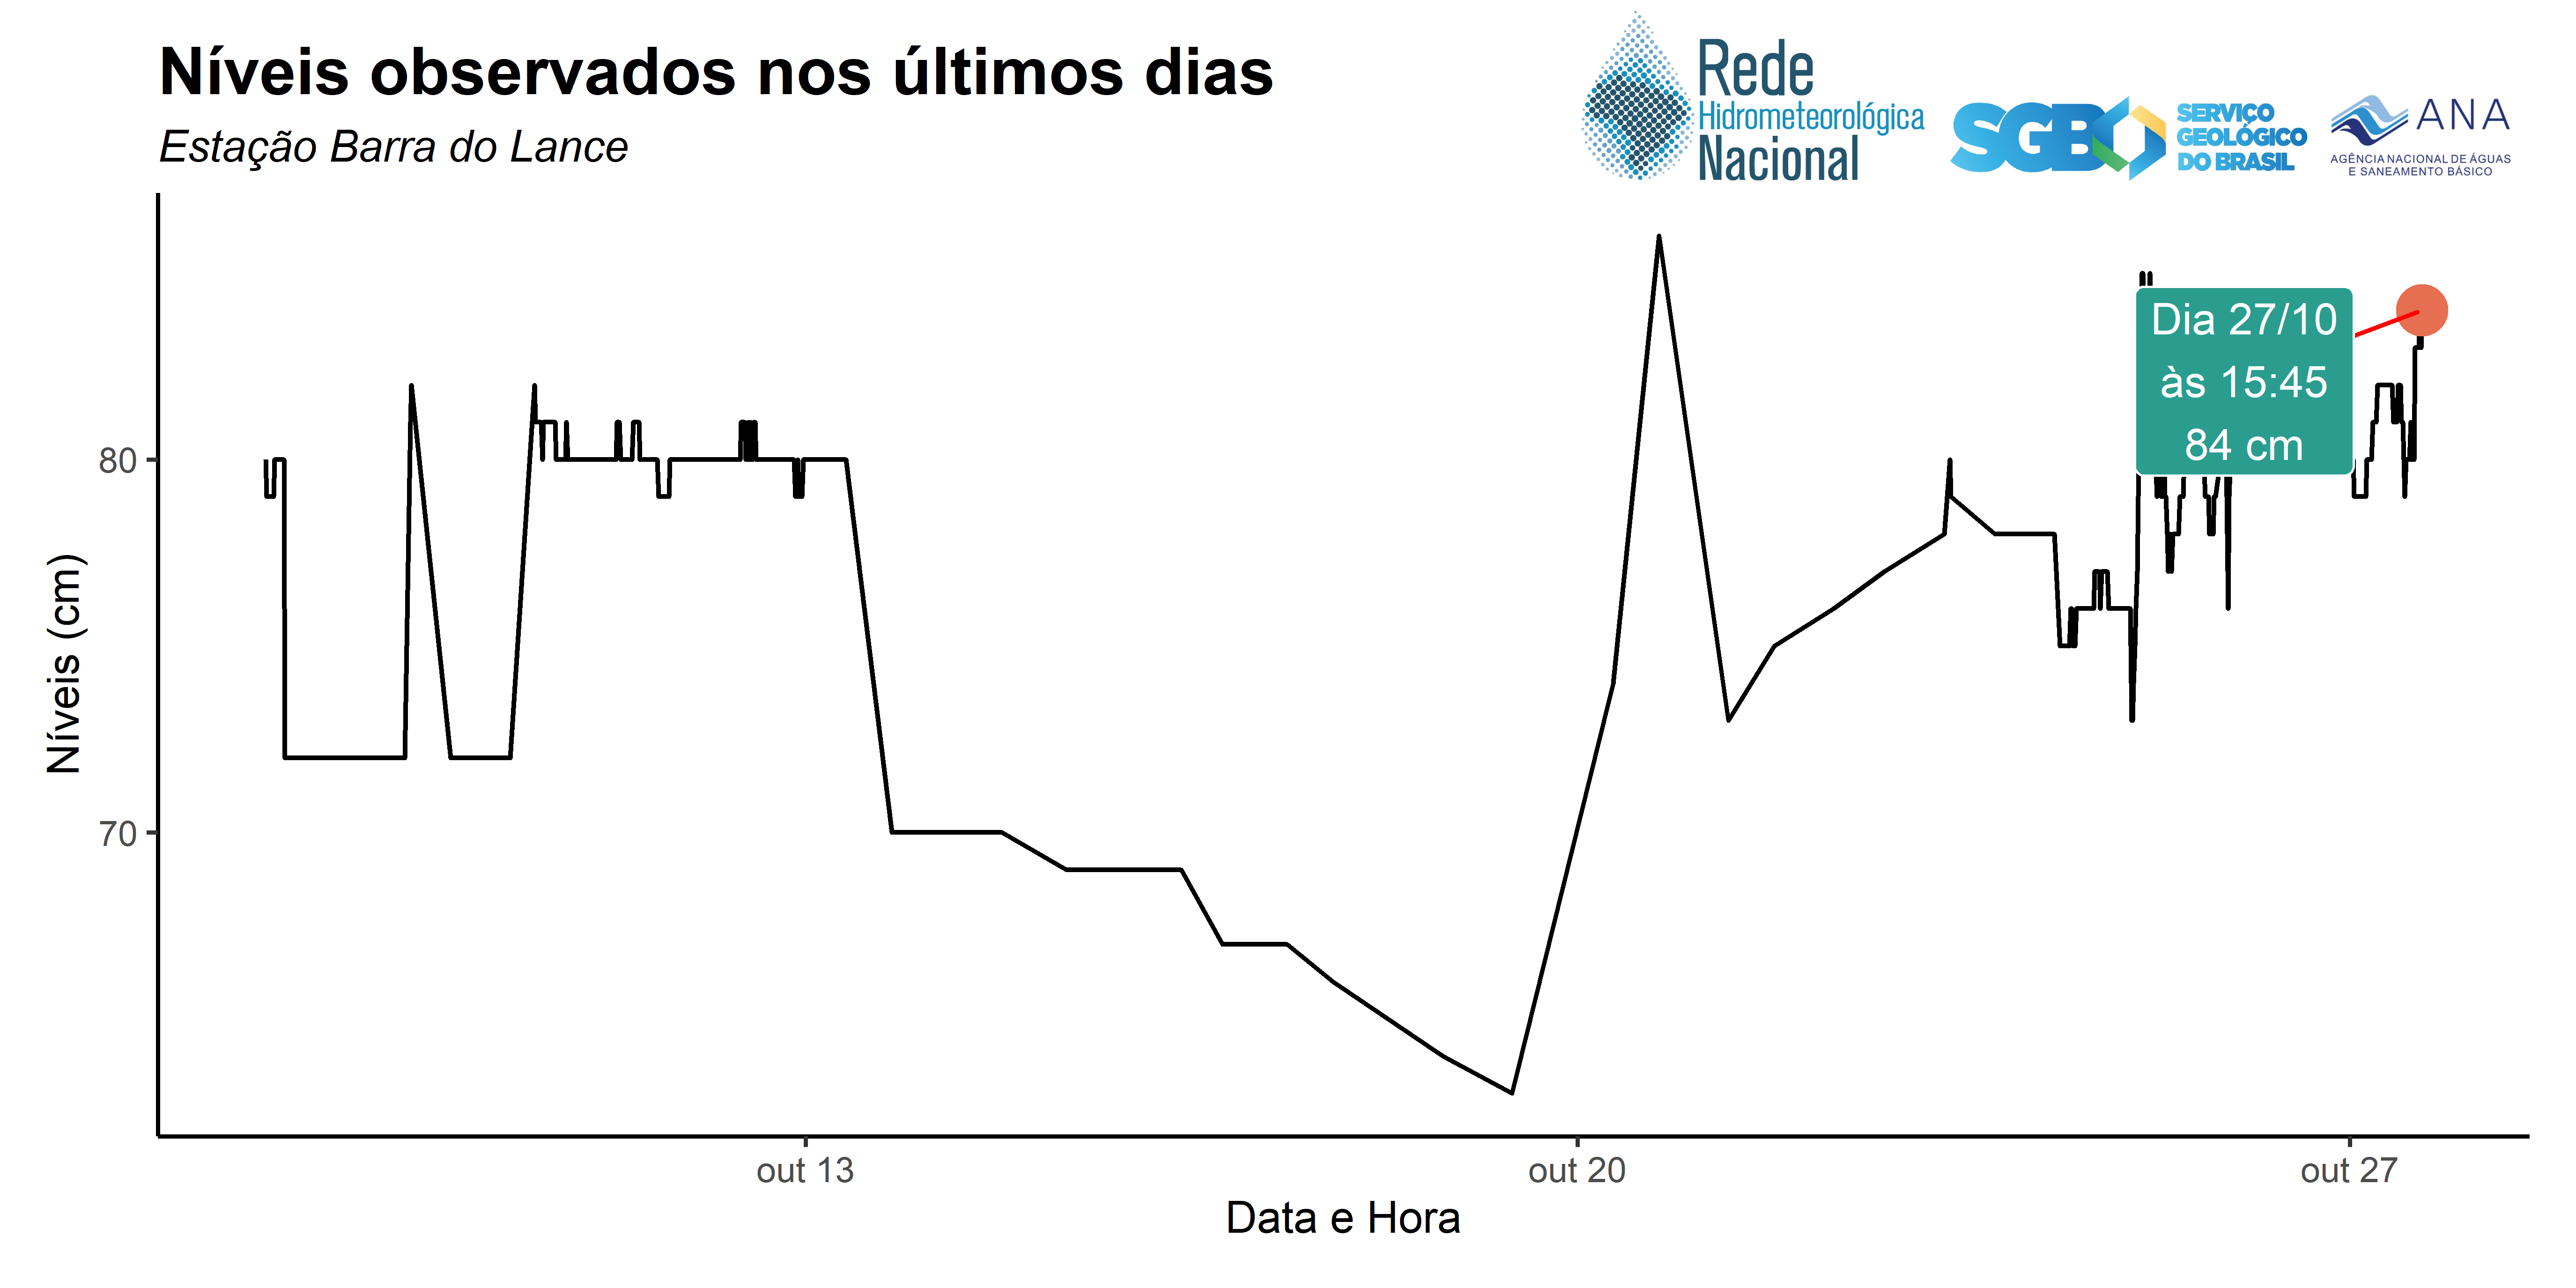 Níveis observados nos últimos dias
Estação Barra do Lance
Rede
Hidrometeorológica
Nacional
SGB
SERVIÇO
GEOLÓGICO
DO BRASIL
ANA
AGÊNCIA NACIONAL DE ÁGUAS
E SANEAMENTO BÁSICO
Dia 27/10
às 15:45
84 cm
Níveis (cm)
80
70
out 13
out 20
out 27
Data e Hora